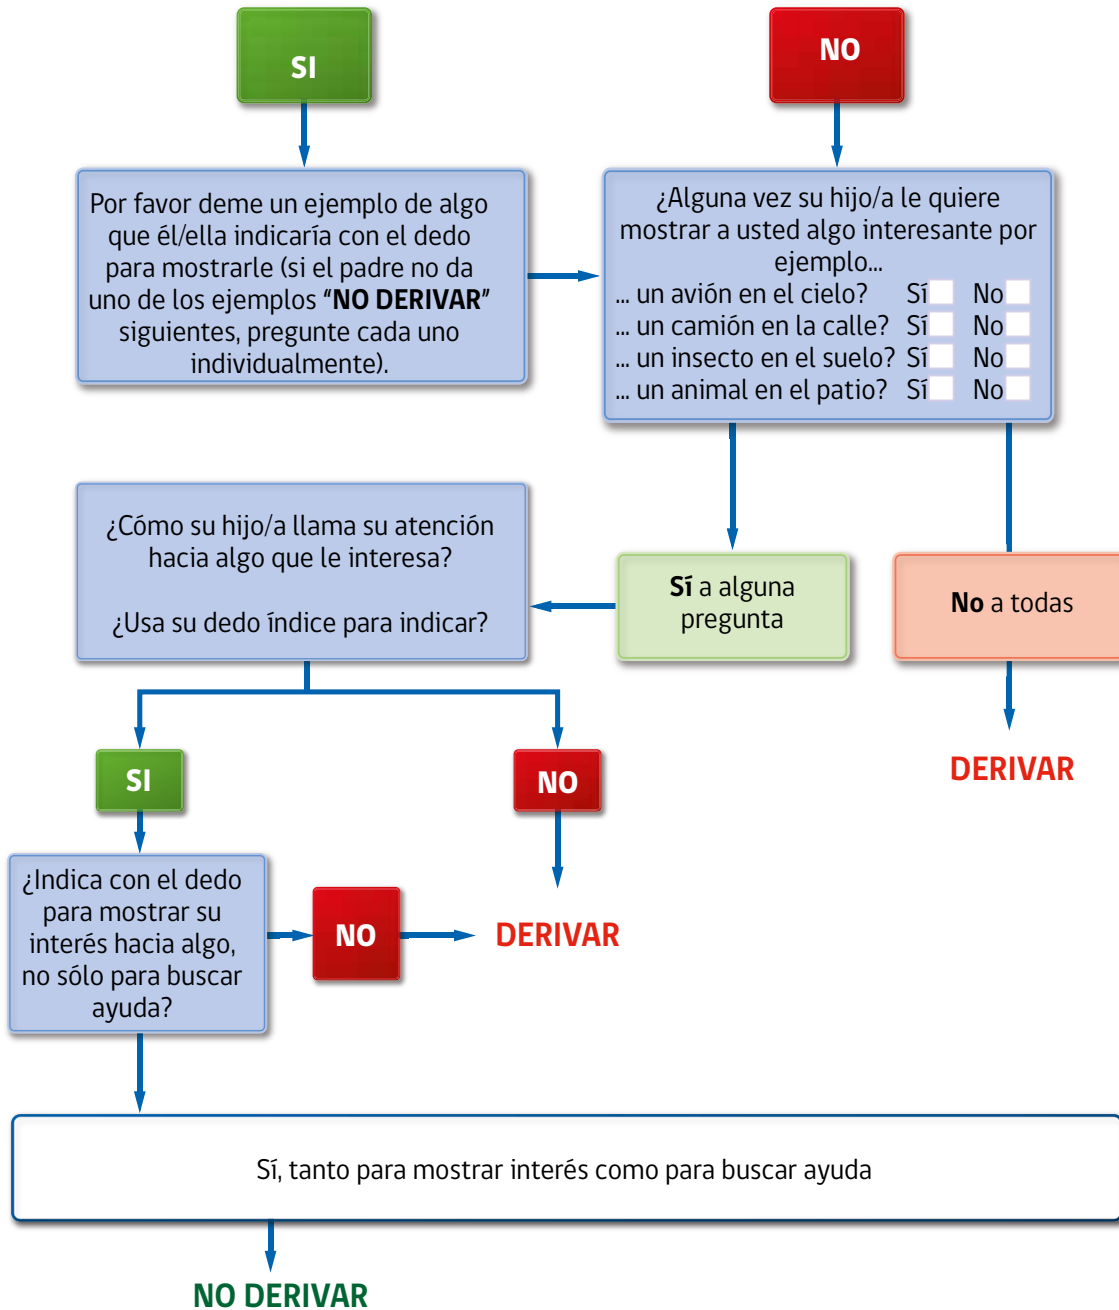 SI
NO
Por favor deme un ejemplo de algo
que él/ella indicaría con el dedo
para mostrarle (si el padre no da
uno de los ejemplos “NO DERIVAR”
siguientes, pregunte cada uno
individualmente).
¿Alguna vez su hijo/a le quiere
mostrar a usted algo interesante por
ejemplo...
... un avión en el cielo? Sí No
... un camión en la calle? Sí No
... un insecto en el suelo? Sí No
... un animal en el patio? Sí No
¿Cómo su hijo/a llama su atención
hacia algo que le interesa?
¿Usa su dedo índice para indicar?
Sí a alguna
pregunta
No a todas
DERIVAR
SI
NO
¿Indica con el dedo
para mostrar su
interés hacia algo,
no sólo para buscar
ayuda?
NO
DERIVAR
Sí, tanto para mostrar interés como para buscar ayuda
NO DERIVAR